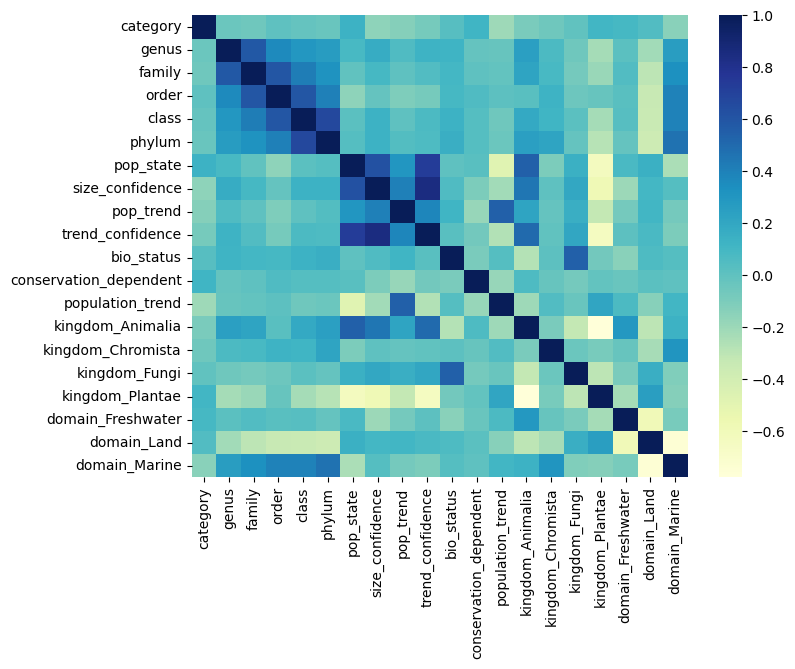 category
genus
family
order
class
phylum
pop_state
size_confidence
pop_trend
trend_confidence
bio_status
conservation_dependent
population_trend
kingdom_Animalia
kingdom_Chromista
kingdom_Fungi
kingdom_Plantae
domain_Freshwater
domain_Land
domain_Marine
category
genus
family
order
class
phylum
pop_state
size_confidence
pop_trend
trend_confidence
bio_status
conservation_dependent
population_trend
kingdom_Animalia
kingdom_Chromista
kingdom_Fungi
kingdom_Plantae
domain_Freshwater
domain_Land
domain_Marine
1.0
0.8
0.6
0.4
0.2
0.0
−0.2
−0.4
−0.6